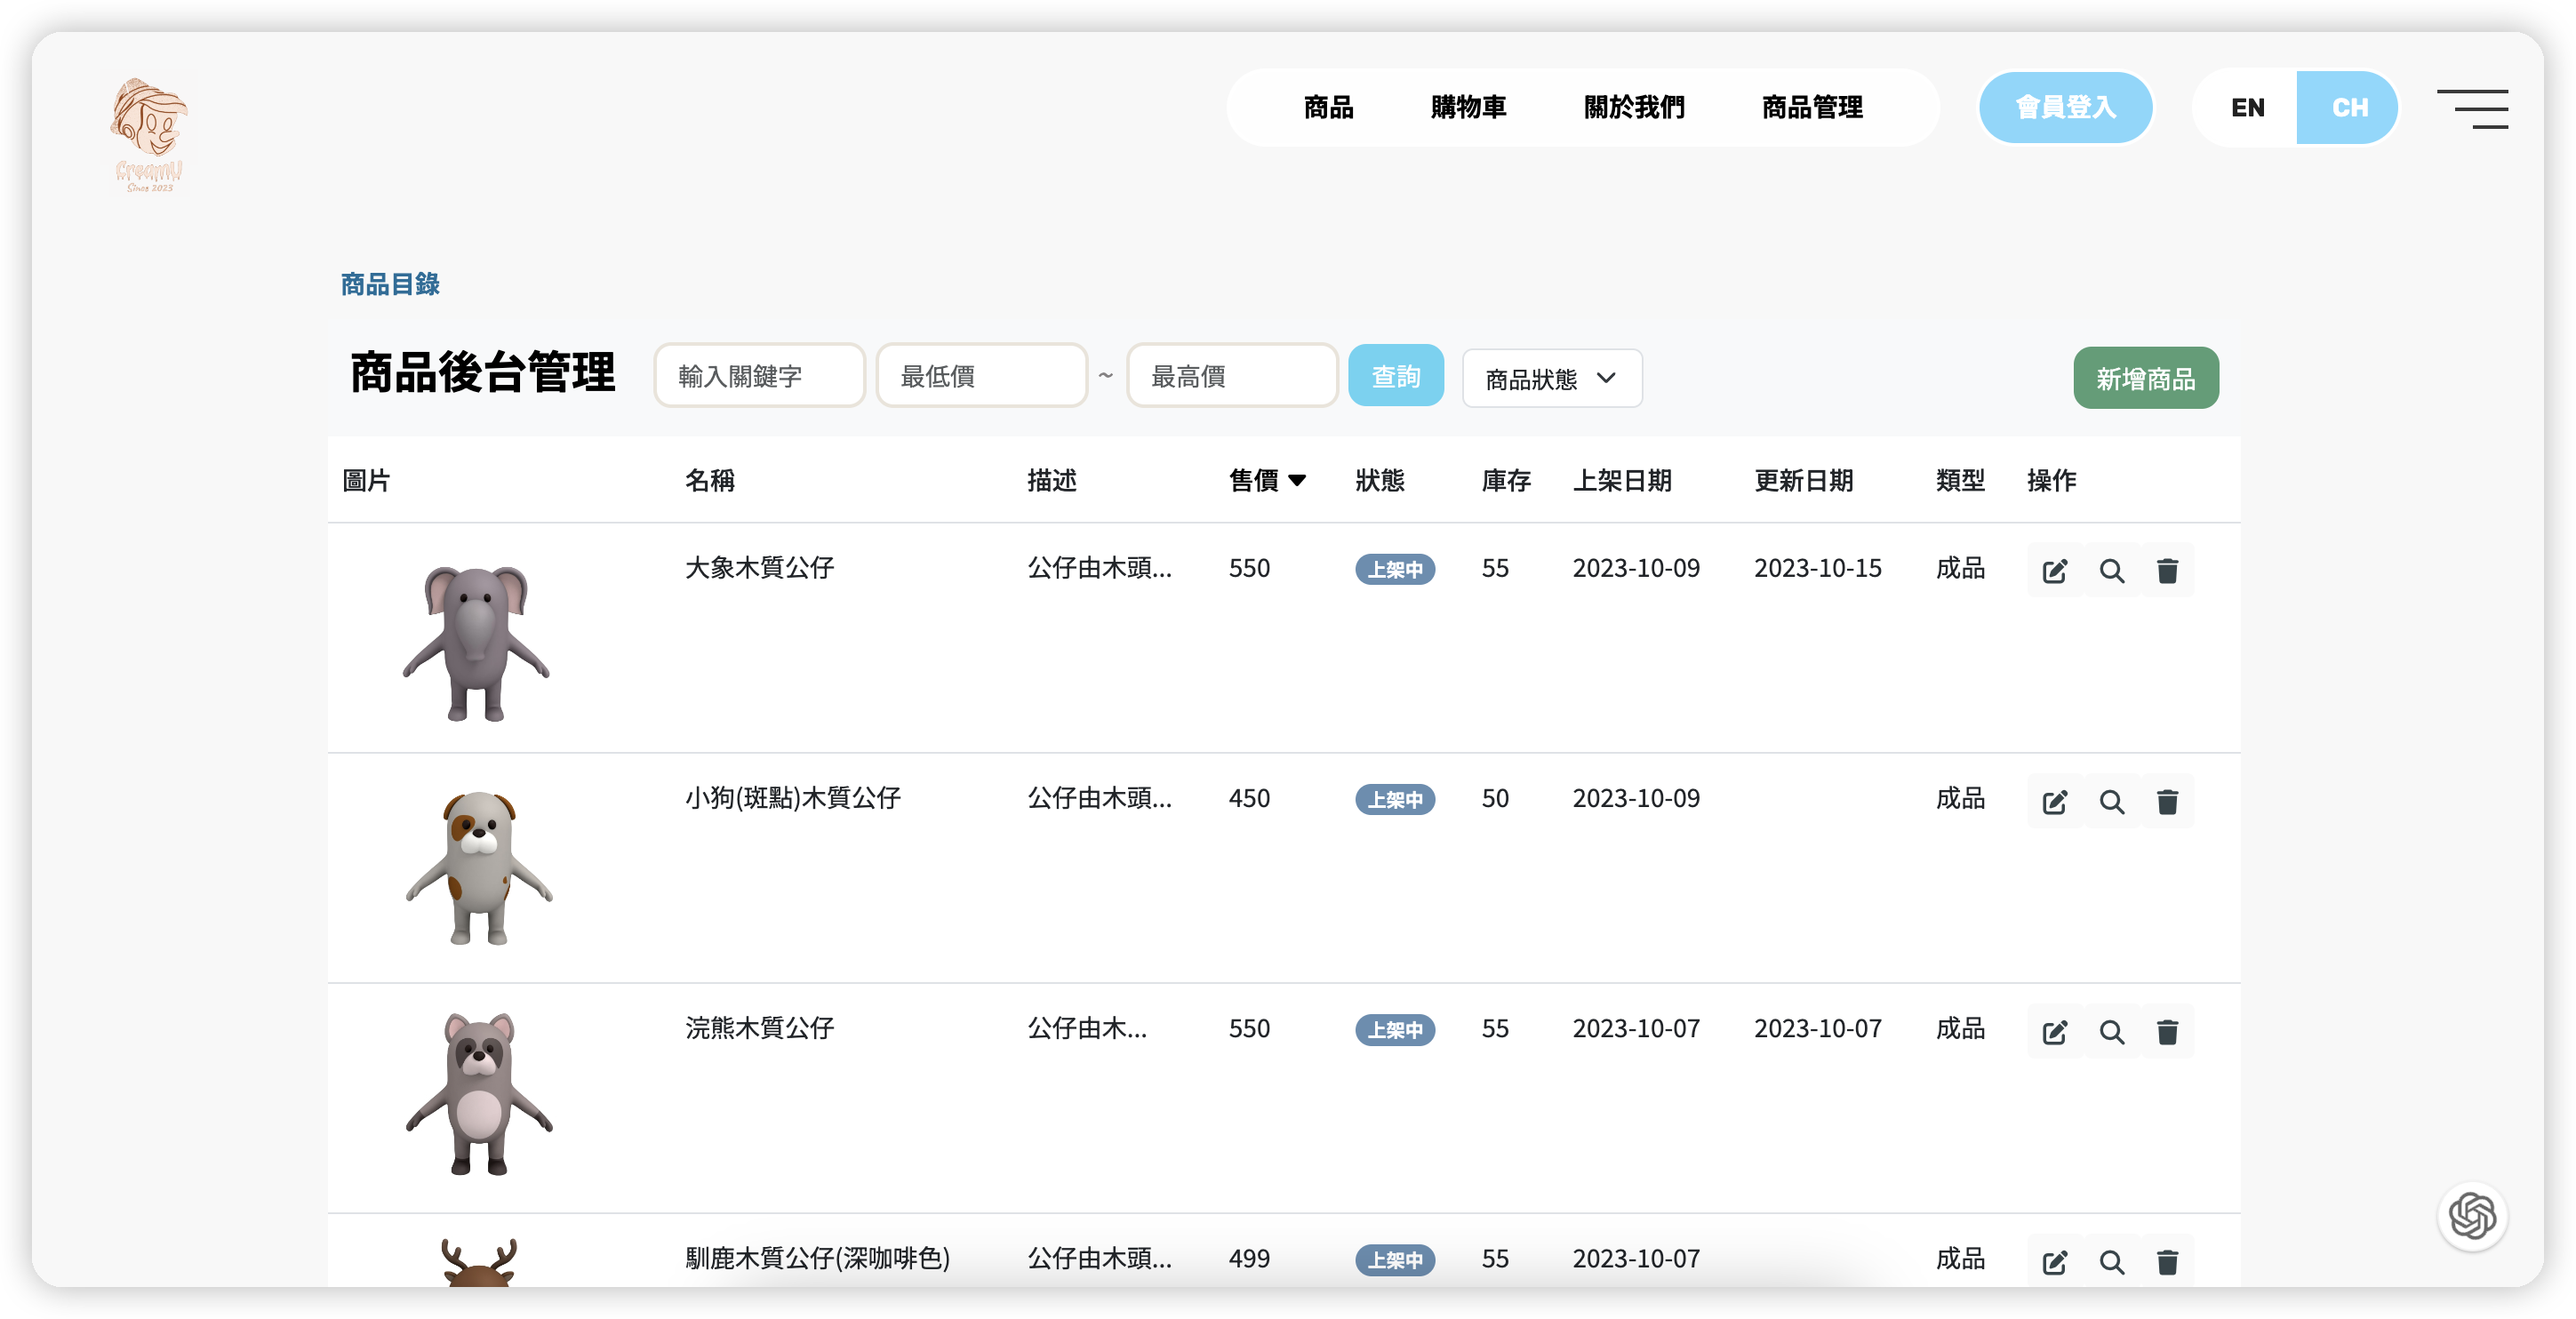 CreamU
Since 2023
商品 購物車 關於我們 商品管理 會員登入 EN CH
商品目錄
商品後台管理 輸入關鍵字 最低價 ~ 最高價 查詢 商品狀態 新增商品
圖片 名稱 描述 售價 狀態 庫存 上架日期 更新日期 類型 操作
大象木質公仔 公仔由木頭... 550 上架中 55 2023-10-09 2023-10-15 成品
小狗(斑點)木質公仔 公仔由木頭... 450 上架中 50 2023-10-09 成品
浣熊木質公仔 公仔由木... 550 上架中 55 2023-10-07 2023-10-07 成品
馴鹿木質公仔(深咖啡色) 公仔由木頭... 499 上架中 55 2023-10-07 成品